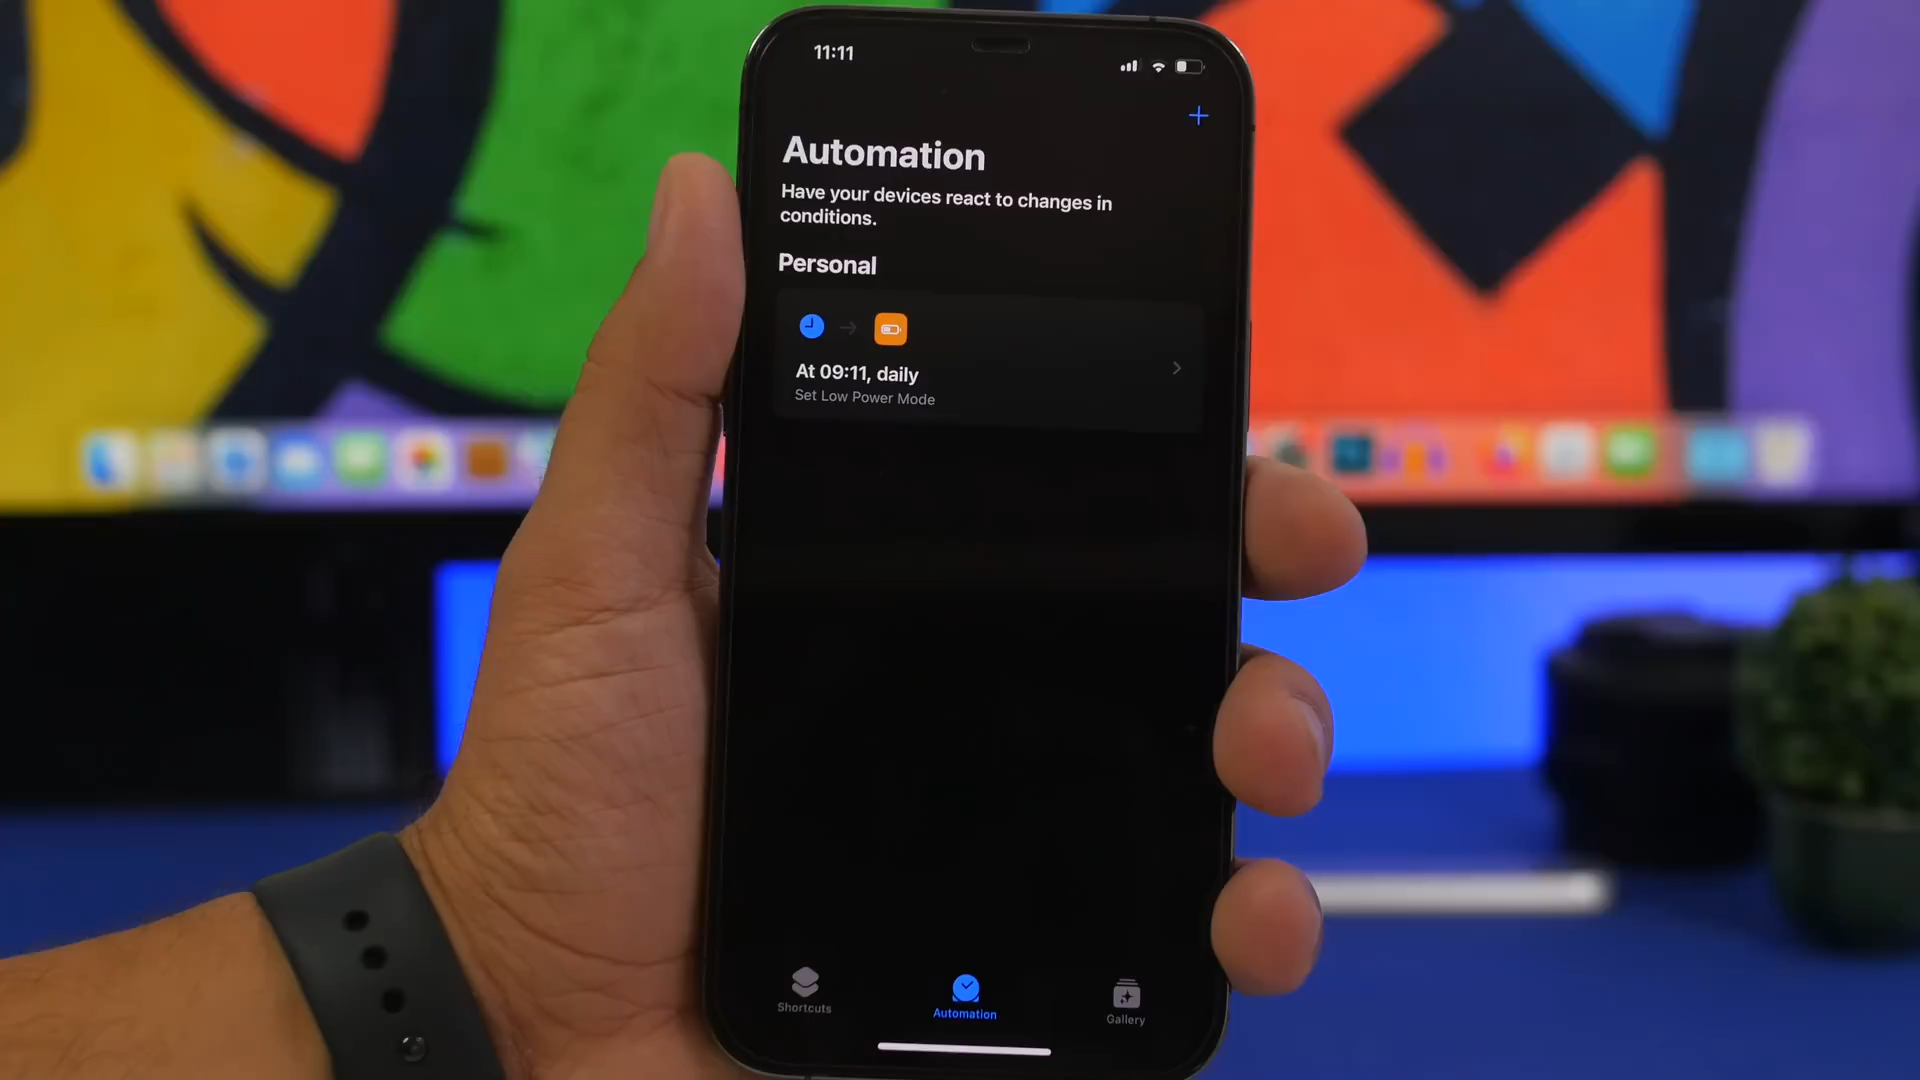 11:11
Automation
Have your devices react to changes in
conditions.
Personal
At 09:11, daily
Set Low Power Mode
Shortcuts
Automation
Gallery